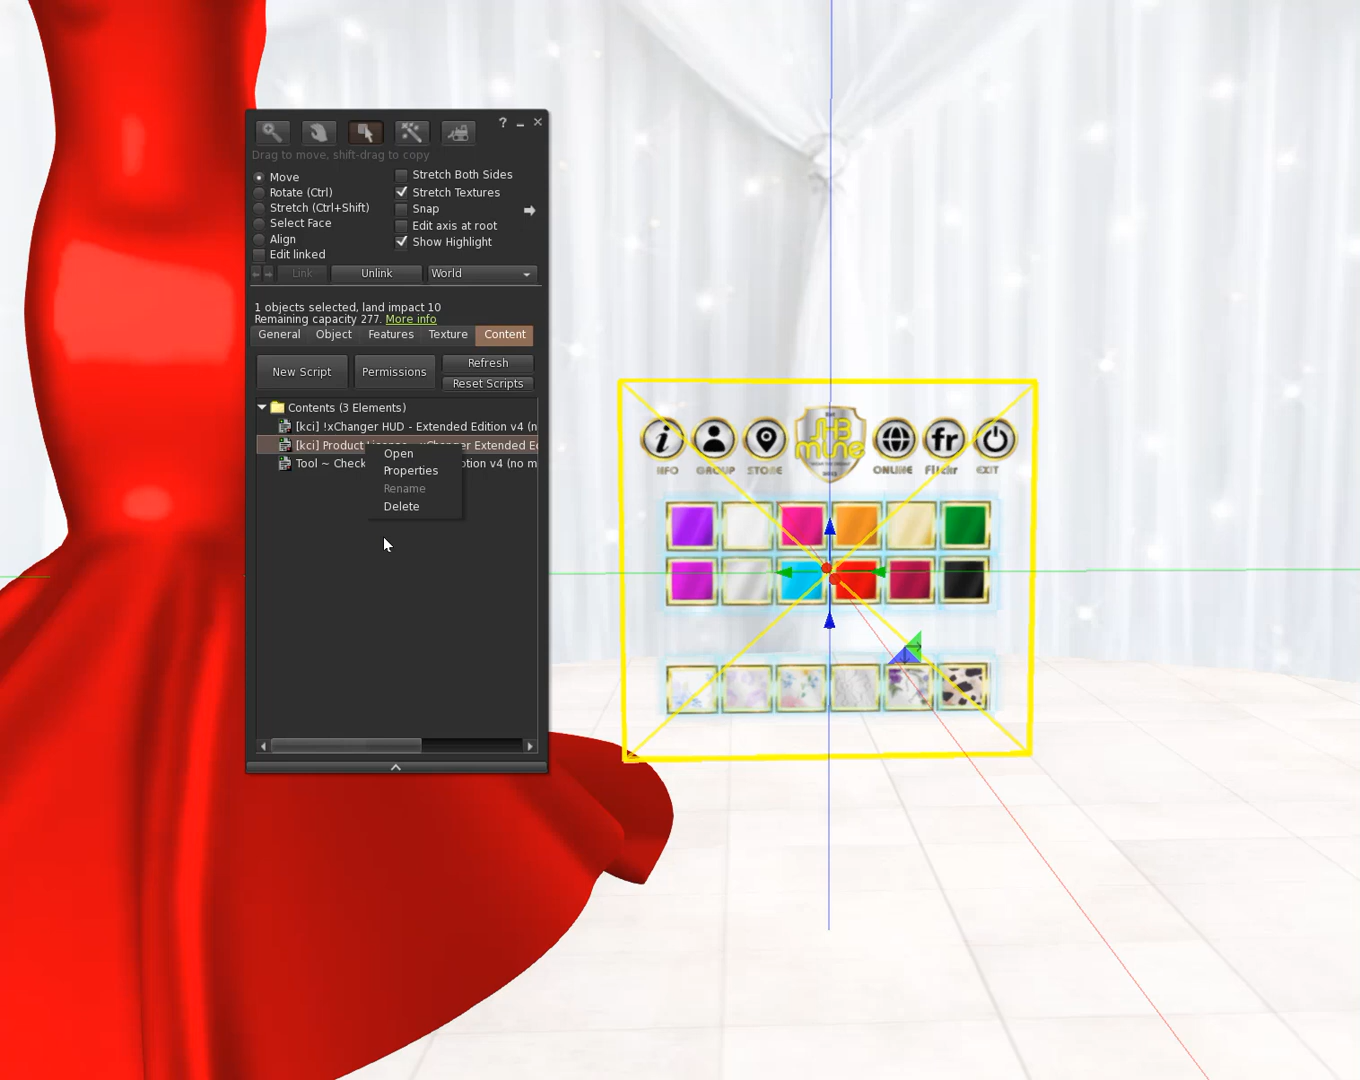 ?
Drag to move, shift-drag to copy
Move
Rotate (Ctrl)
Stretch (Ctrl+Shift)
Select Face
Align
Edit linked
Stretch Both Sides
Stretch Textures
Snap
Edit axis at root
Show Highlight
Link
Unlink
World
1 objects selected, land impact 10
Remaining capacity 277. More info
General
Object
Features
Texture
Content
New Script
Permissions
Refresh
Reset Scripts
Contents (3 Elements)
[kci] !xChanger HUD - Extended Edition v4 (n
[kci] Product Extended Ed
Tool ~ Check v4 (no m
Open
Properties
Rename
Delete
INFO
GROUP
STORE
ONLINE
fr
Flickr
EXIT